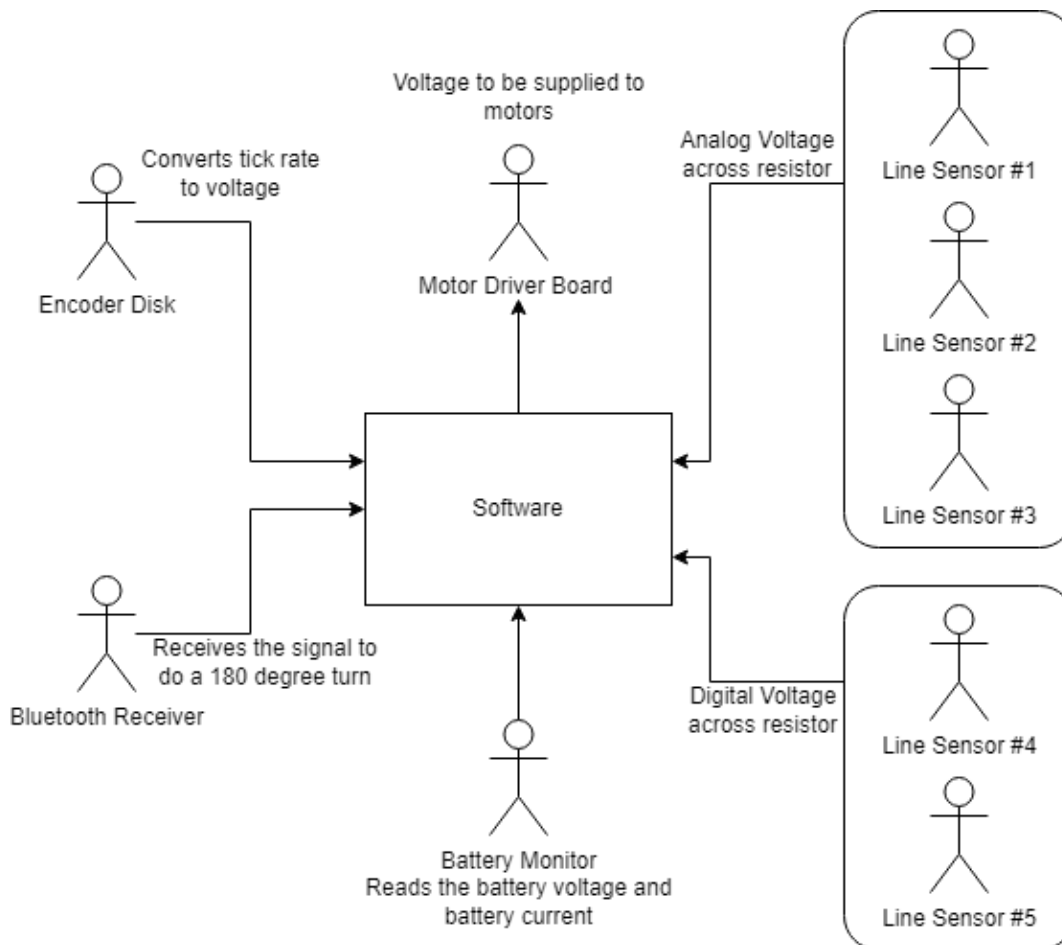 Voltage to be supplied to
motors
Motor Driver Board
Converts tick rate
to voltage
Encoder Disk
Analog Voltage
across resistor
Line Sensor #1
Line Sensor #2
Line Sensor #3
Software
Receives the signal to
do a 180 degree turn
Bluetooth Receiver
Digital Voltage
across resistor
Line Sensor #4
Line Sensor #5
Battery Monitor
Reads the battery voltage and
battery current